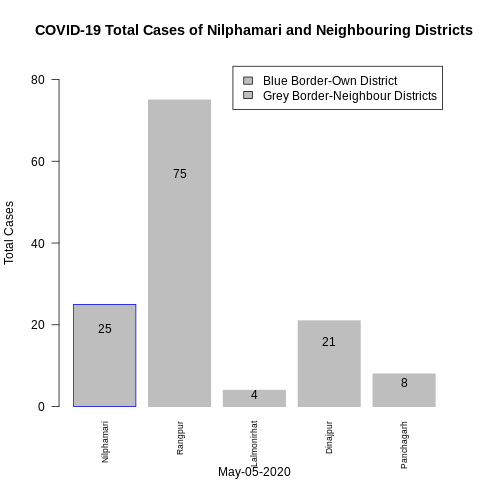 COVID-19 Total Cases of Nilphamari and Neighbouring Districts
Blue Border-Own District
Grey Border-Neighbour Districts
Total Cases
80
60
40
20
0
25
75
4
21
8
Nilphamari
Rangpur
Lalmonirhat
Dinajpur
Panchagarh
May-05-2020